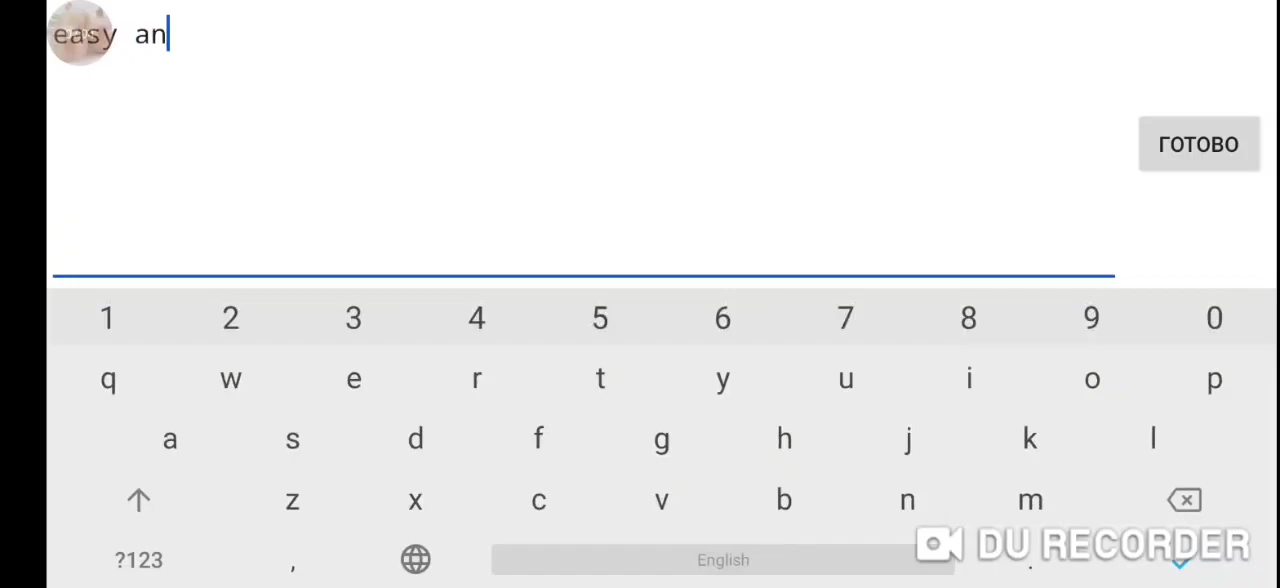 easy an
ГОТОВО
1 2 3 4 5 6 7 8 9 0
q w e r t y u i o p
a s d f g h j k l
z x c v b n m
?123 , English .
DU RECORDER